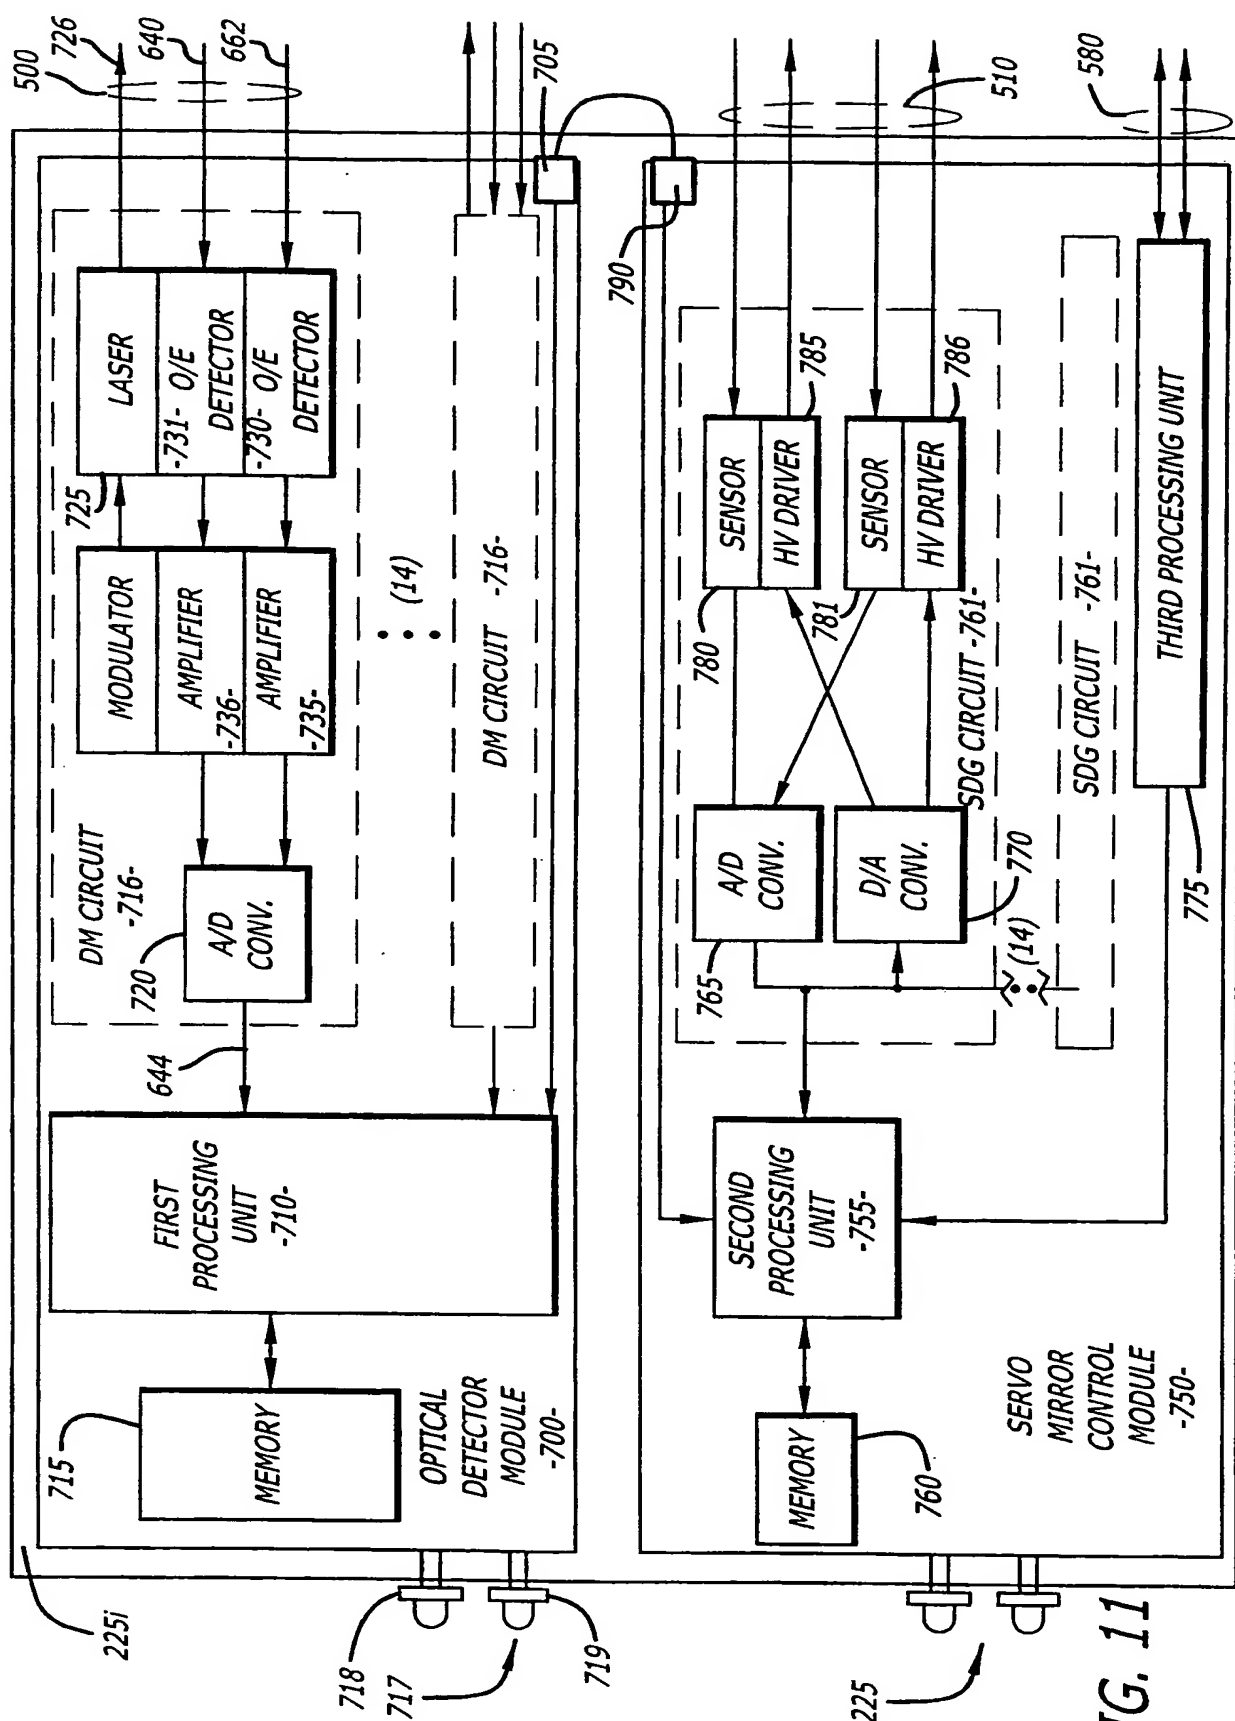 225i
718
717
719
715
MEMORY
OPTICAL
DETECTOR
MODULE
-700-
FIRST
PROCESSING
UNIT
-710-
644
DM CIRCUIT
-716-
720
A/D
CONV.
MODULATOR
AMPLIFIER
-736-
AMPLIFIER
-735-
725
LASER
-731- O/E
DETECTOR
-730- O/E
DETECTOR
(14)
DM CIRCUIT -716-
500
726
640
662
705
225
MEMORY
760
SERVO
MIRROR
CONTROL
MODULE
-750-
SECOND
PROCESSING
UNIT
-755-
765
A/D
CONV.
D/A
CONV.
770
(14)
SDG CIRCUIT -761-
780
SENSOR
HV DRIVER
785
781
SENSOR
HV DRIVER
786
SDG CIRCUIT -761-
775
THIRD PROCESSING UNIT
790
510
580
11